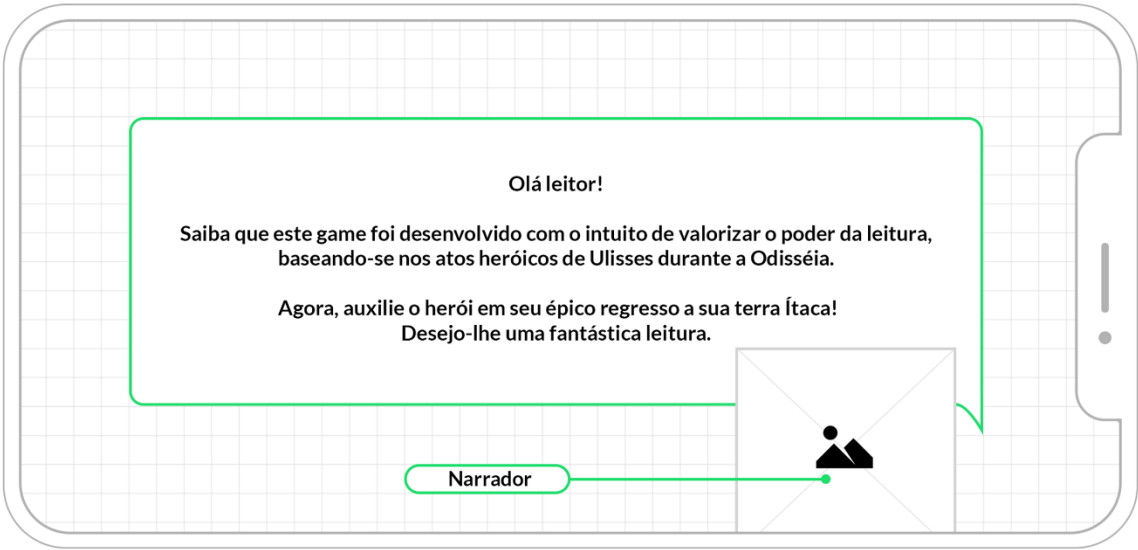 Olá leitor!
Saiba que este game foi desenvolvido com o intuito de valorizar o poder da leitura,
baseando-se nos atos heróicos de Ulisses durante a Odisséia.
Agora, auxilie o herói em seu épico regresso a sua terra Ítaca!
Desejo-lhe uma fantástica leitura.
Narrador